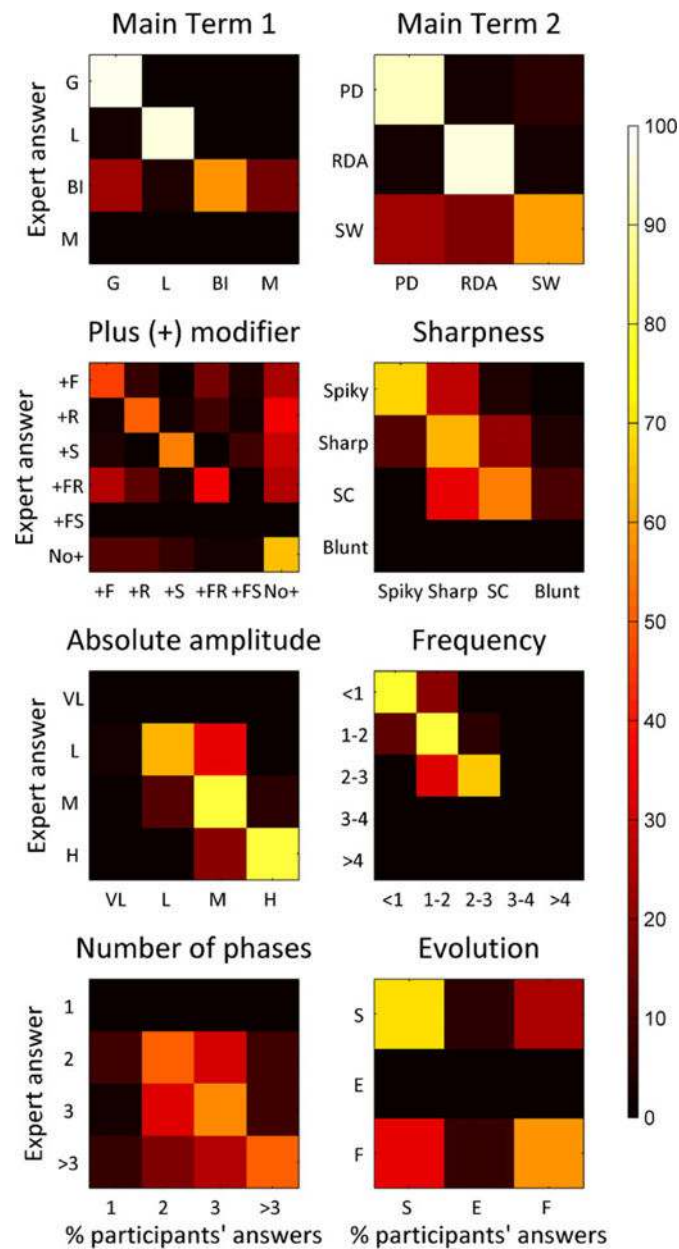 Main Term 1
Main Term 2
Expert answer
G
L
BI
M
G L BI M
PD
RDA
SW
PD RDA SW
100
90
80
70
60
50
40
30
20
10
0
Plus (+) modifier
Sharpness
Expert answer
+F
+R
+S
+FR
+FS
No+
+F +R +S +FR +FS No+
Spiky
Sharp
SC
Blunt
Spiky Sharp SC Blunt
Absolute amplitude
Frequency
Expert answer
VL
L
M
H
VL L M H
<1
1-2
2-3
3-4
>4
<1 1-2 2-3 3-4 >4
Number of phases
Evolution
Expert answer
1
2
3
>3
1 2 3 >3
% participants' answers
S
E
F
S E F
% participants' answers